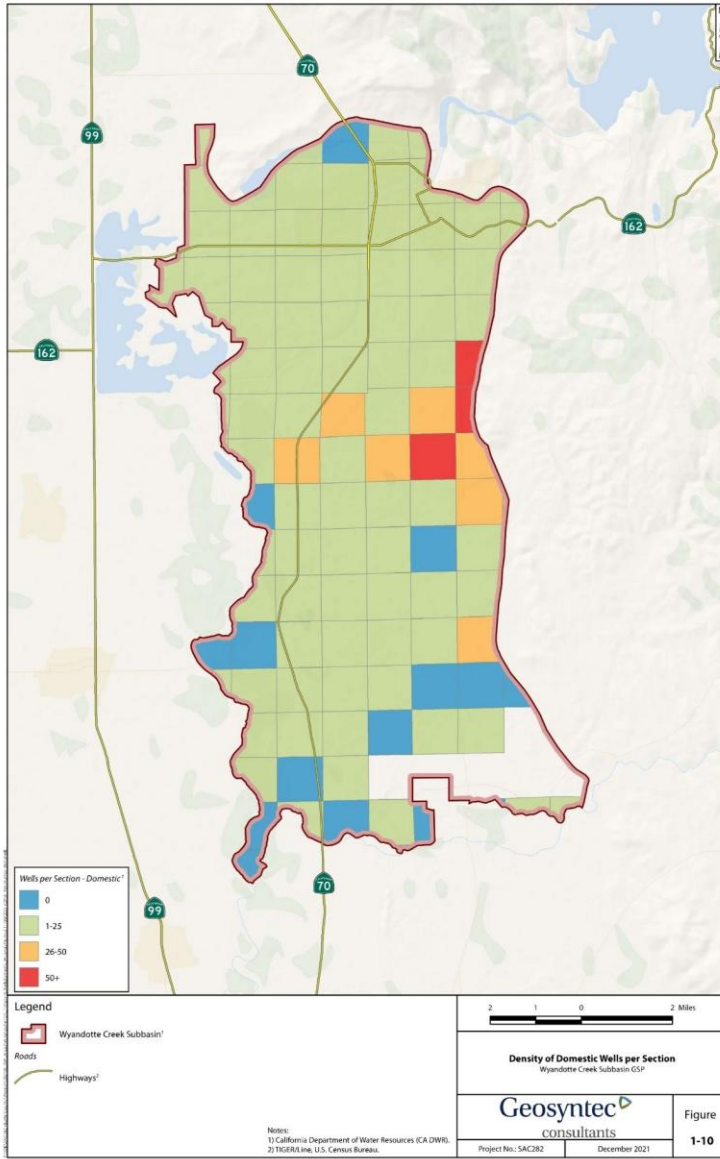 70
99
162
162
99
70
Wells per Section - Domestic¹
0
1-25
26-50
50+
Legend
Wyandotte Creek Subbasin¹
Roads
Highways²
Notes:
1) California Department of Water Resources (CA DWR).
2) TIGER/Line, U.S. Census Bureau.
2 1 0 2 Miles
Density of Domestic Wells per Section
Wyandotte Creek Subbasin GSP
Geosyntec
consultants
Project No.: SAC282 December 2021
Figure
1-10